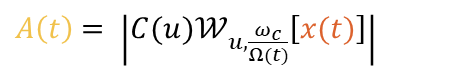 A(t) = |C(u)𝒲_{u, ω_c/Ω(t)}[x(t)]|